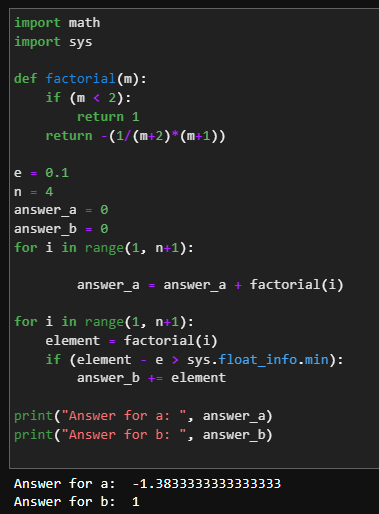 import math
import sys

def factorial(m):
    if (m < 2):
        return 1
    return -(1/(m+2)*(m+1))

e = 0.1
n = 4
answer_a = 0
answer_b = 0
for i in range(1, n+1):

        answer_a = answer_a + factorial(i)

for i in range(1, n+1):
    element = factorial(i)
    if (element - e > sys.float_info.min):
        answer_b += element

print("Answer for a: ", answer_a)
print("Answer for b: ", answer_b)

Answer for a:  -1.3833333333333333
Answer for b:  1